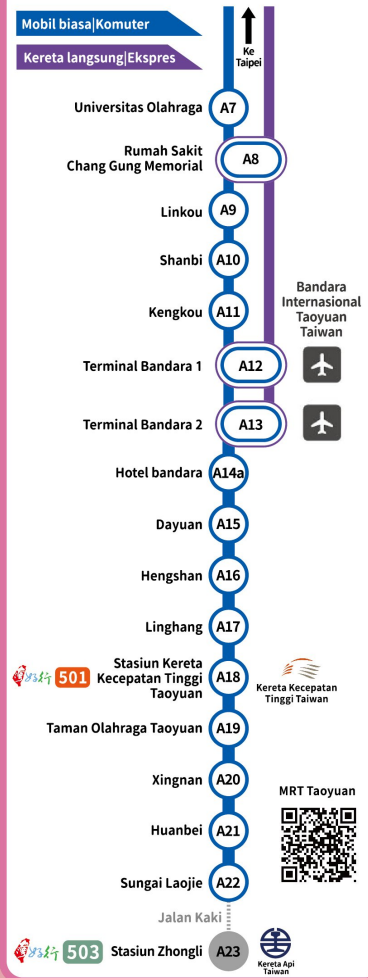 Mobil biasa|Komuter
Kereta langsung|Ekspres
Ke
Taipei
Universitas Olahraga
A7
Rumah Sakit
Chang Gung Memorial
A8
Linkou
A9
Shanbi
A10
Kengkou
A11
Bandara
Internasional
Taoyuan
Taiwan
Terminal Bandara 1
A12
Terminal Bandara 2
A13
Hotel bandara
A14a
Dayuan
A15
Hengshan
A16
Linghang
A17
好行 501
Stasiun Kereta
Kecepatan Tinggi
Taoyuan
A18
Kereta Kecepatan
Tinggi Taiwan
Taman Olahraga Taoyuan
A19
Xingnan
A20
MRT Taoyuan
Huanbei
A21
Sungai Laojie
A22
Jalan Kaki
好行 503
Stasiun Zhongli
A23
Kereta Api
Taiwan